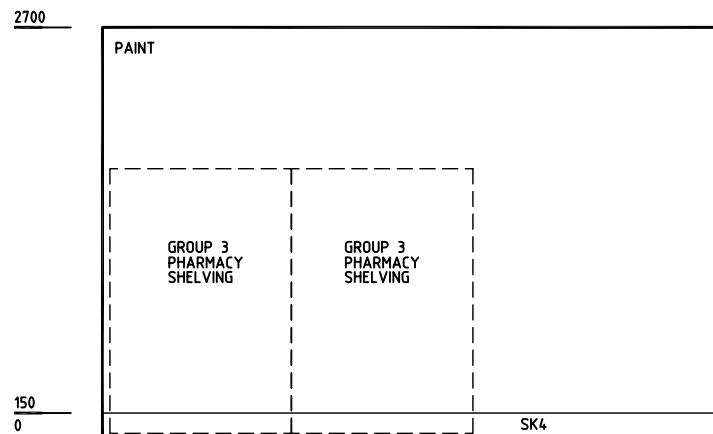 2700
PAINT
GROUP 3
PHARMACY
SHELVING
GROUP 3
PHARMACY
SHELVING
150
0
SK4